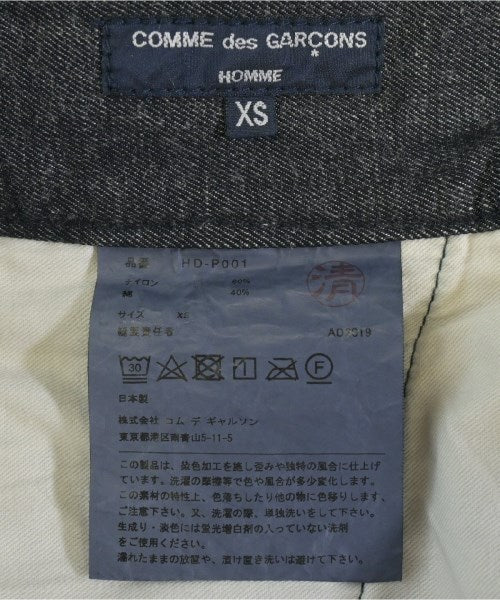 COMME des GARÇONS
HOMME
XS
品番 HD-P001
清
ナイロン 60%
綿 40%
サイズ XS
縫製責任者 AD2019
30 1 F
日本製
株式会社 コム デ ギャルソン
東京都港区南青山5-11-5
この製品は、染色加工を施し歪みや独特の風合に仕上げ
ています。洗濯の摩擦等で色や風合が多少変化します。
この素材の特性上、色落ちしたり他の物に色移りします。
ご注意下さい。又、洗濯の際、単独洗いをして下さい。
生成り・淡色には蛍光増白剤の入っていない洗剤
をご使用ください。
濡れたままの放置や、漬け置き洗いは避けて下さい。